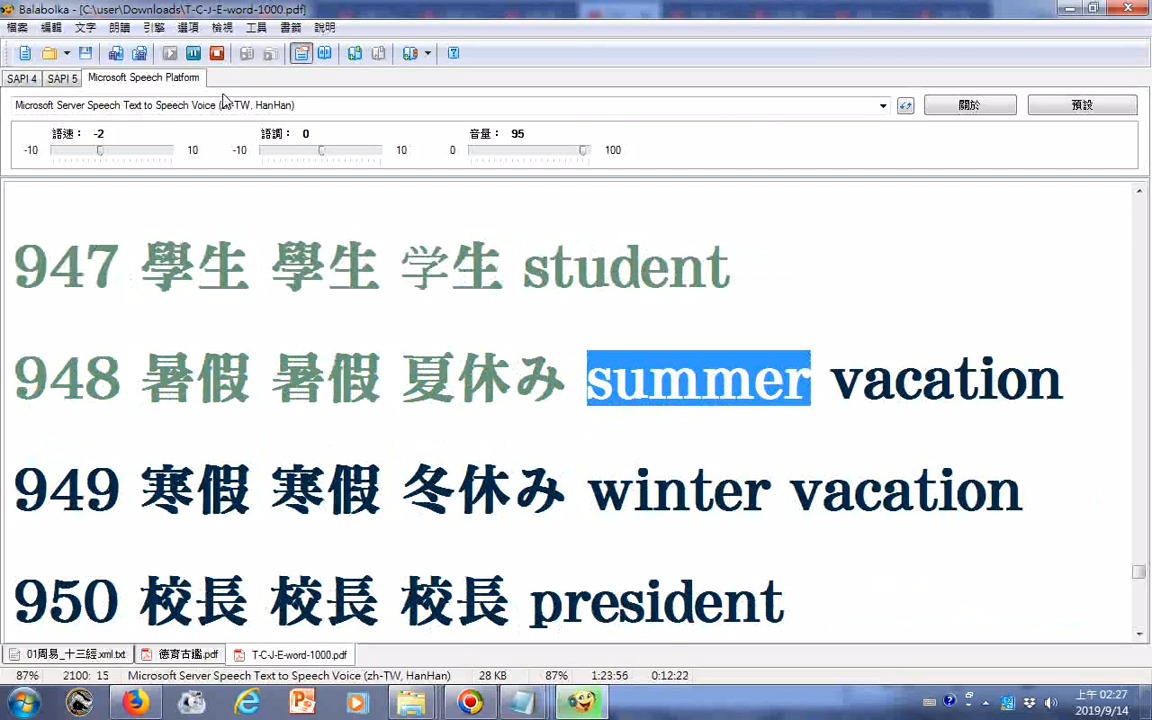 Balabolka - [C:\user\Downloads\T-C-J-E-word-1000.pdf]
檔案 編輯 文字 朗讀 引擎 選項 檢視 工具 書籤 說明
SAPI 4 SAPI 5 Microsoft Speech Platform
Microsoft Server Speech Text to Speech Voice (zh-TW, HanHan) 關於 預設
語速： -2 語調： 0 音量： 95
-10 10 -10 10 0 100
947 學生 學生 学生 student
948 暑假 暑假 夏休み summer vacation
949 寒假 寒假 冬休み winter vacation
950 校長 校長 校長 president
01周易_十三經.xml.txt 德育古鑑.pdf T-C-J-E-word-1000.pdf
87% 2100: 15 Microsoft Server Speech Text to Speech Voice (zh-TW, HanHan) 28 KB 87% 1:23:56 0:12:22
上午 02:27
2019/9/14